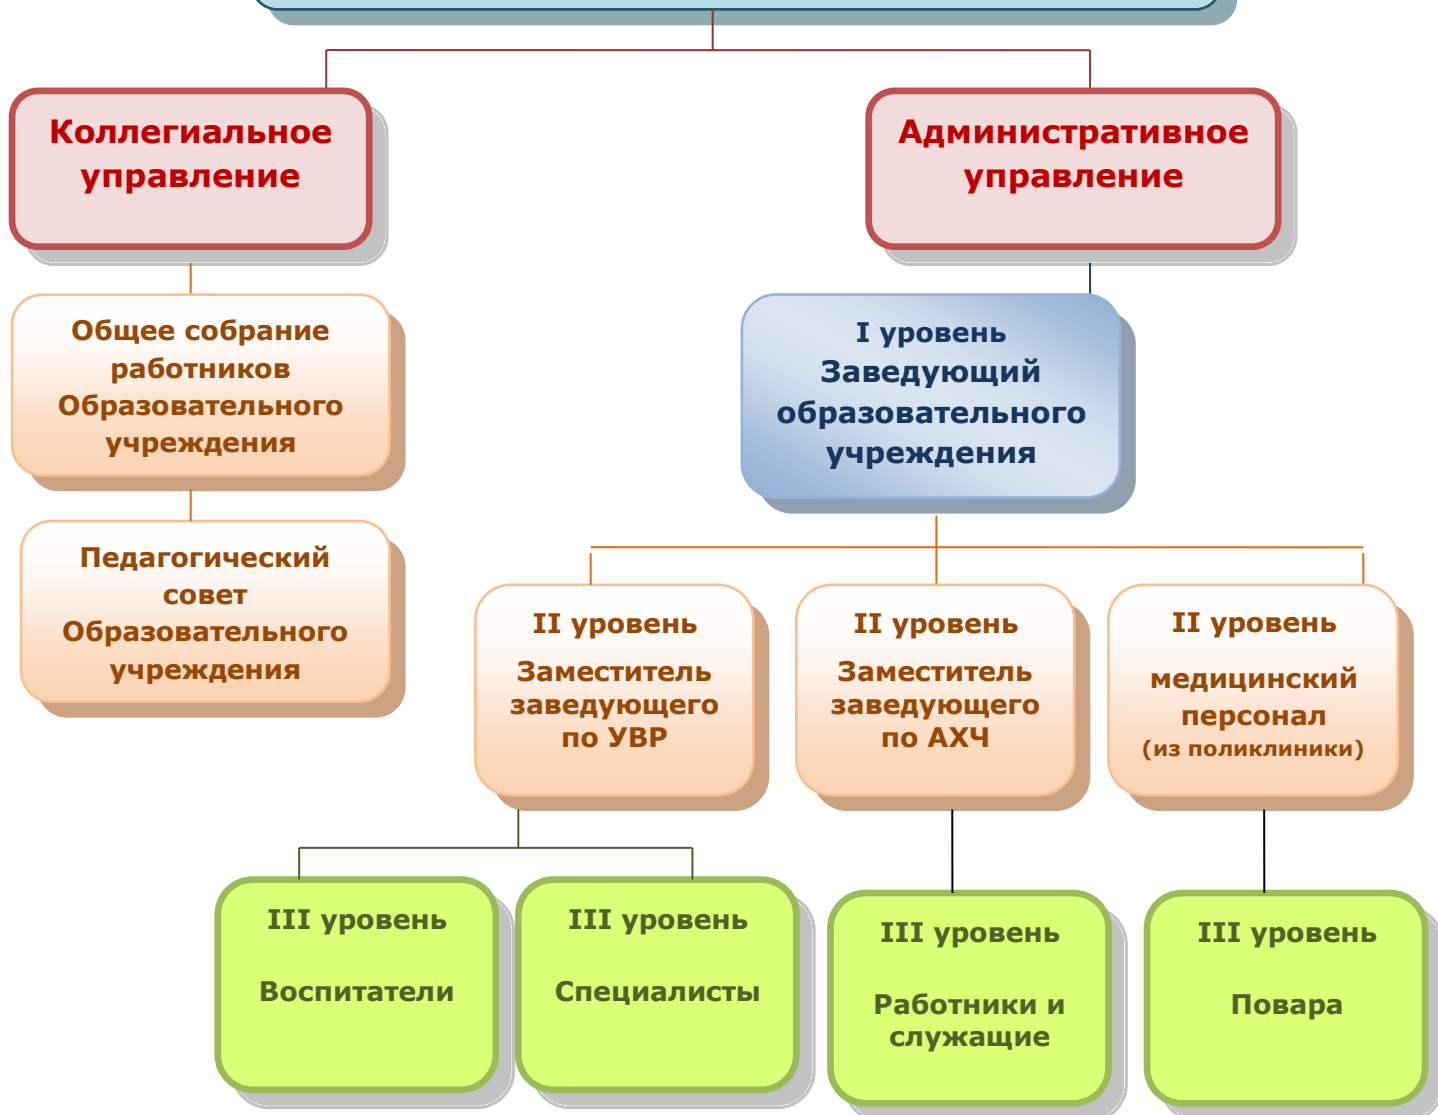 Коллегиальное
управление
Административное
управление
Общее собрание
работников
Образовательного
учреждения
I уровень
Заведующий
образовательного
учреждения
Педагогический
совет
Образовательного
учреждения
II уровень
Заместитель
заведующего
по УВР
II уровень
Заместитель
заведующего
по АХЧ
II уровень
медицинский
персонал
(из поликлиники)
III уровень
Воспитатели
III уровень
Специалисты
III уровень
Работники и
служащие
III уровень
Повара